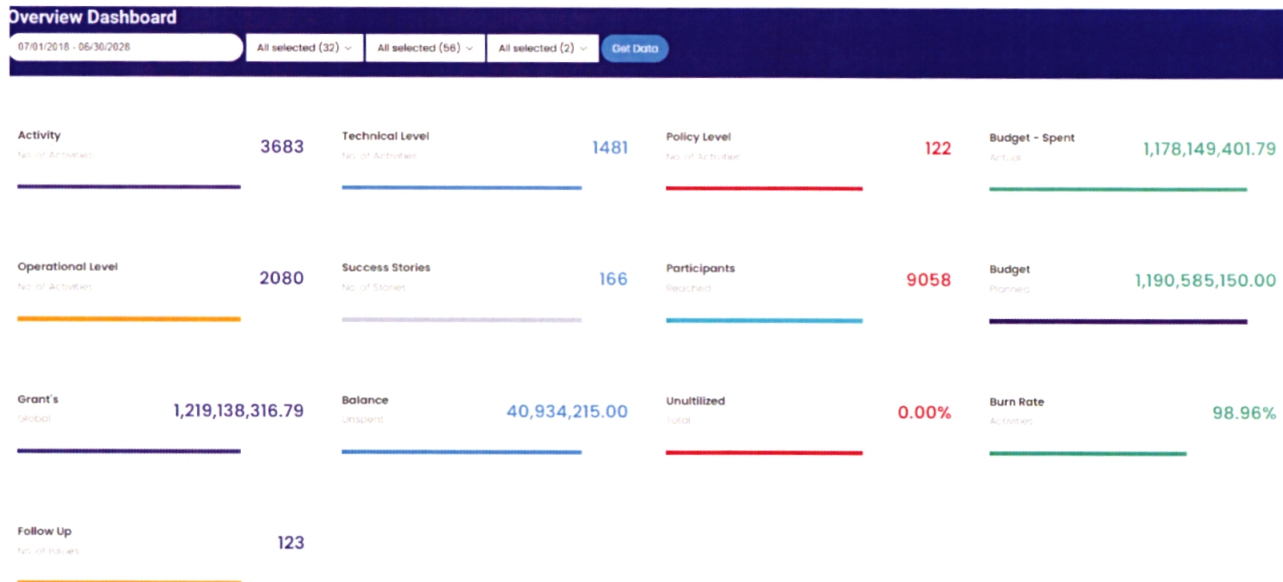 Overview Dashboard
07/01/2018 - 06/30/2028
All selected (32)
All selected (56)
All selected (2)
Get Data
Activity
No. of Activities
3683
Technical Level
No. of Activities
1481
Policy Level
No. of Activities
122
Budget - Spent
Actual
1,178,149,401.79
Operational Level
No. of Activities
2080
Success Stories
No. of Stories
166
Participants
Reached
9058
Budget
Planned
1,190,585,150.00
Grant's
Global
1,219,138,316.79
Balance
Unspent
40,934,215.00
Unultilized
Total
0.00%
Burn Rate
Activities
98.96%
Follow Up
No. of
123